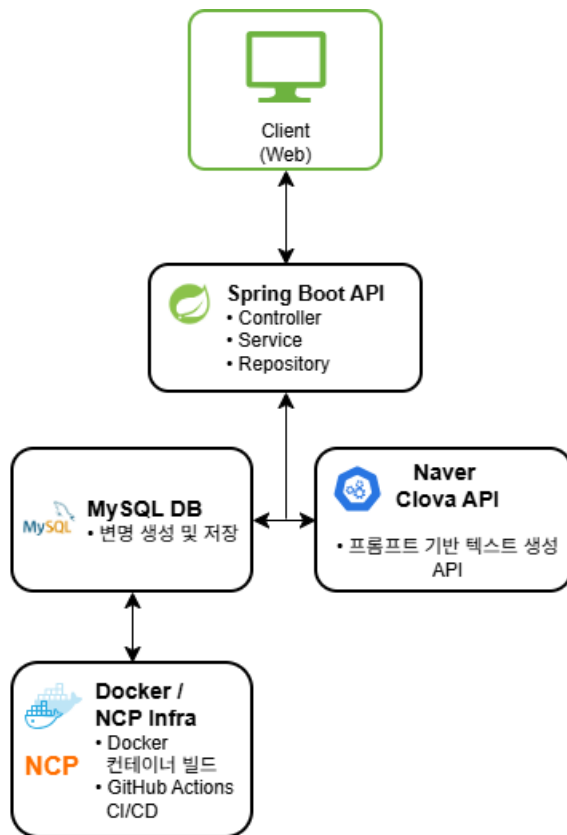 Client
(Web)
Spring Boot API
• Controller
• Service
• Repository
MySQL
MySQL DB
• 변명 생성 및 저장
Naver
Clova API
• 프롬프트 기반 텍스트 생성
API
NCP
Docker /
NCP Infra
• Docker
컨테이너 빌드
• GitHub Actions
CI/CD